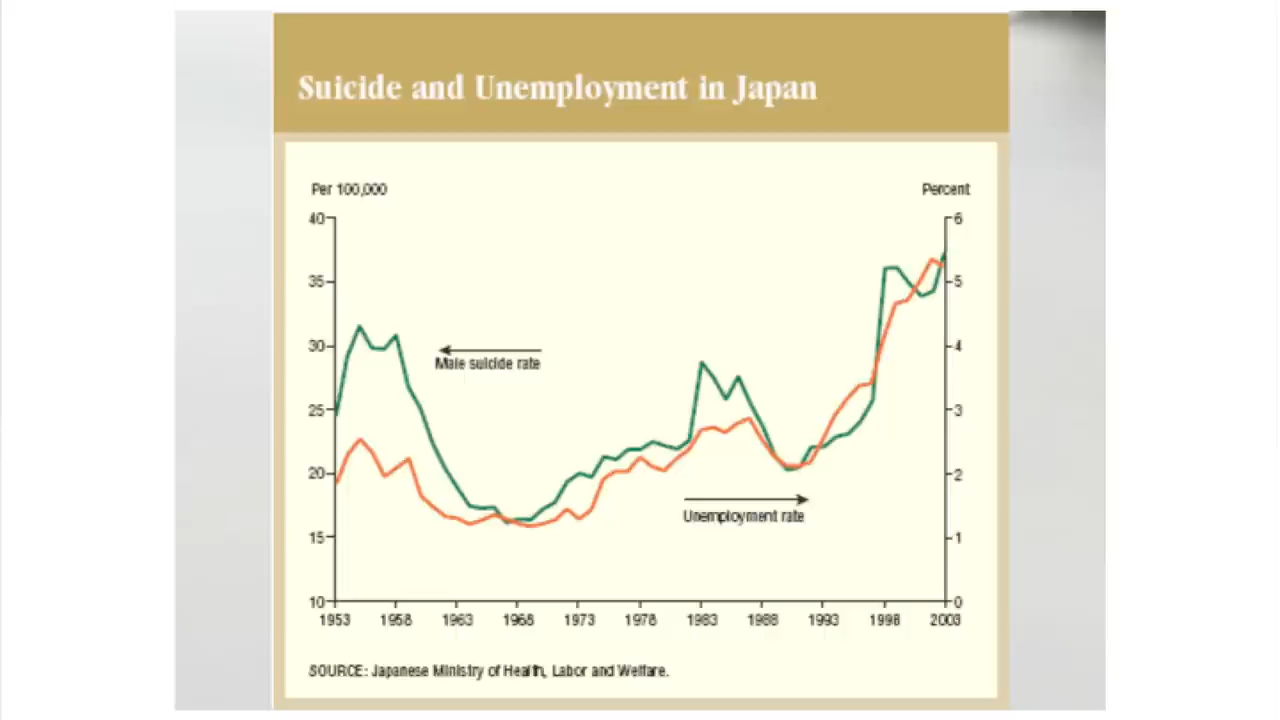 Suicide and Unemployment in Japan
Per 100,000
Percent
40
6
35
5
30
4
Male suicide rate
25
3
20
2
Unemployment rate
15
1
10
0
1953 1958 1963 1968 1973 1978 1983 1988 1993 1998 2003
SOURCE: Japanese Ministry of Health, Labor and Welfare.